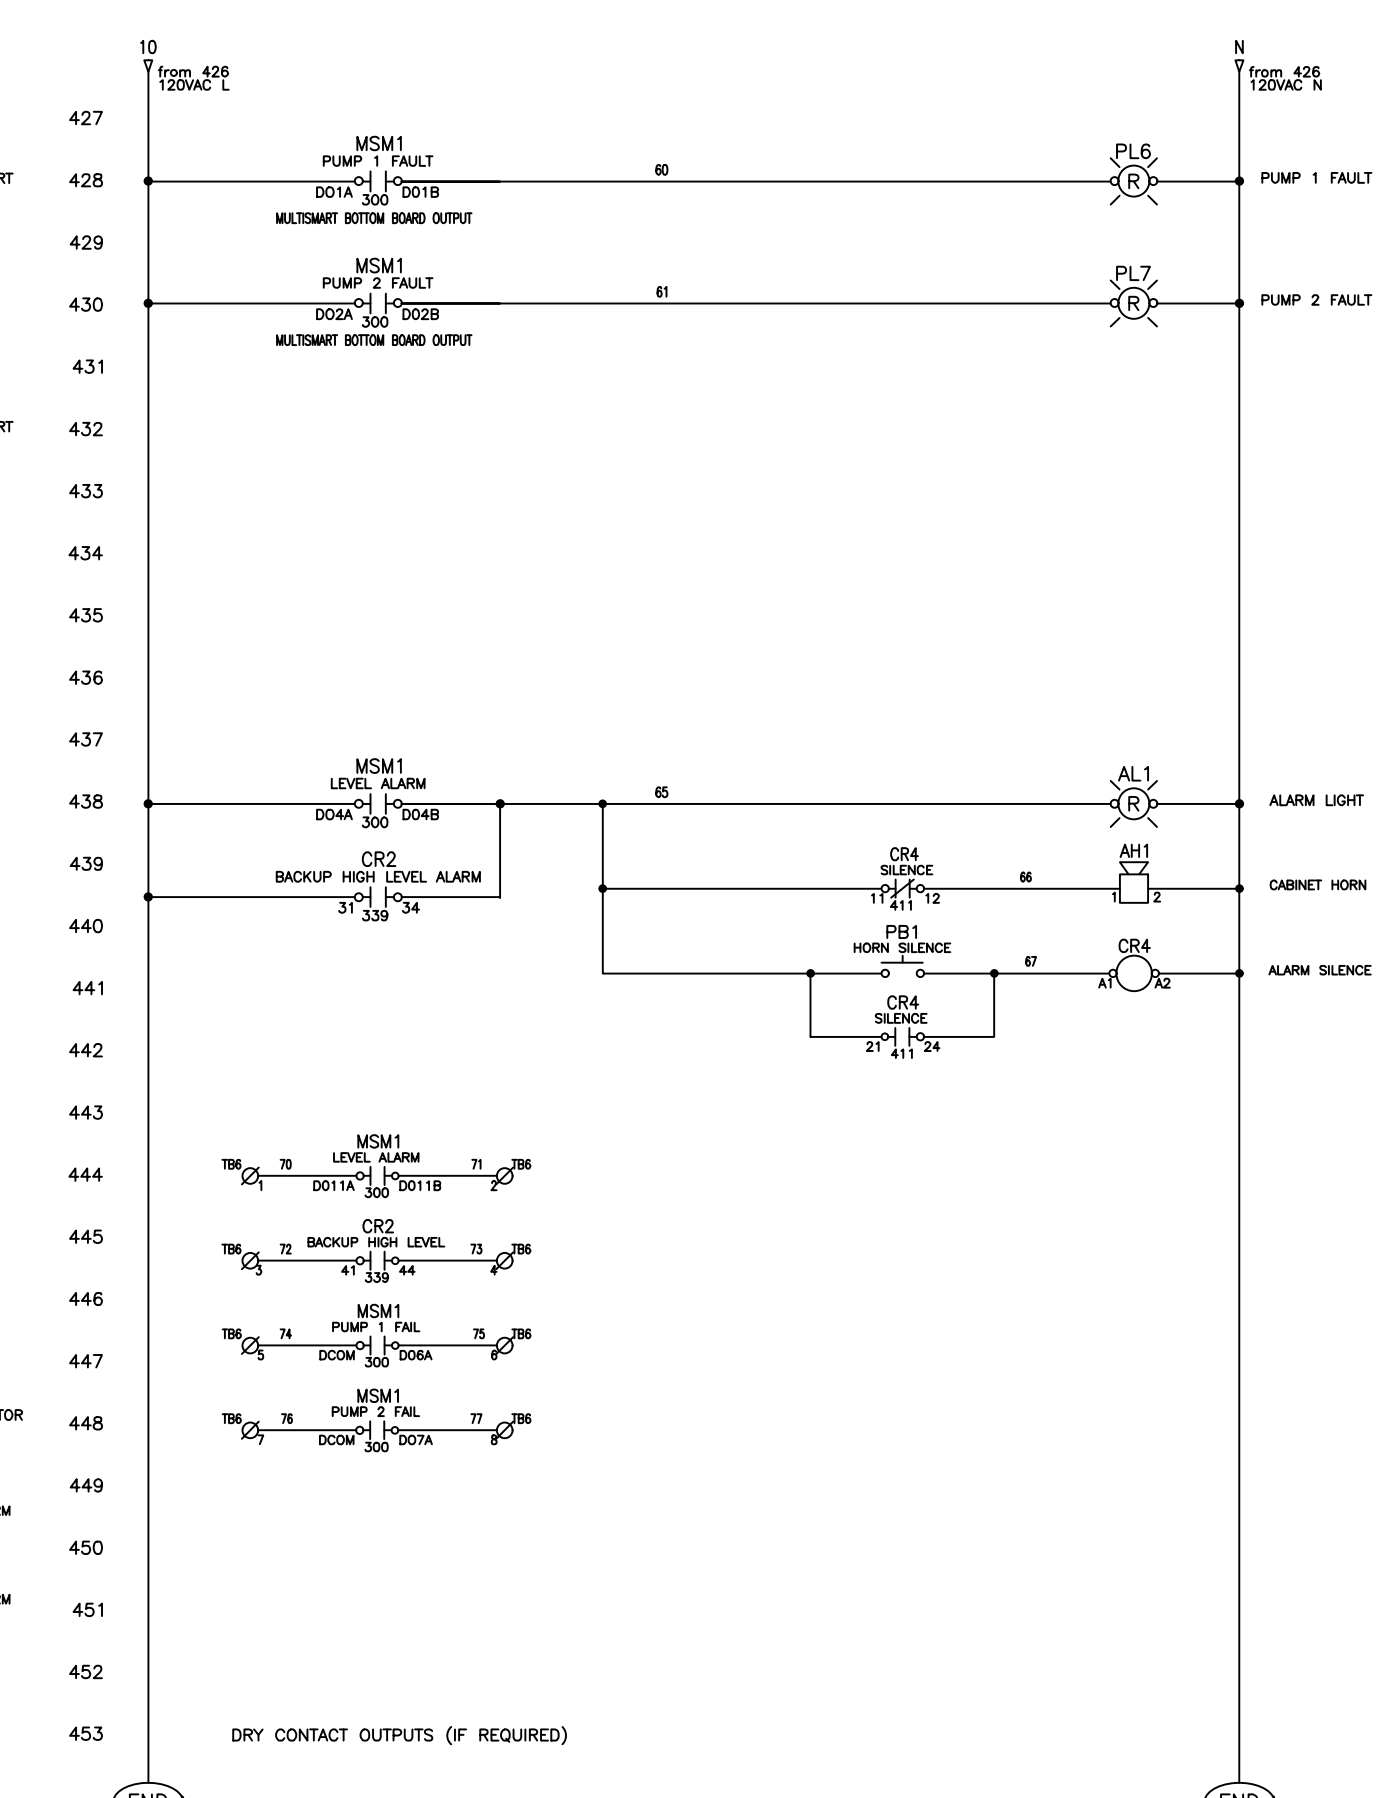 10
from 426
120VAC L
N
from 426
120VAC N
427
MSM1
PUMP 1 FAULT
60
PL6
RT
428
DO1A
300
DO1B
R
PUMP 1 FAULT
MULTISMART BOTTOM BOARD OUTPUT
429
MSM1
PUMP 2 FAULT
61
PL7
430
DO2A
300
DO2B
R
PUMP 2 FAULT
MULTISMART BOTTOM BOARD OUTPUT
431
RT
432
433
434
435
436
437
MSM1
LEVEL ALARM
65
AL1
438
DO4A
300
DO4B
R
ALARM LIGHT
439
CR2
BACKUP HIGH LEVEL ALARM
31
339
34
CR4
SILENCE
11
411
12
66
AH1
1
2
CABINET HORN
440
PB1
HORN SILENCE
67
CR4
A1
A2
ALARM SILENCE
441
CR4
SILENCE
21
411
24
442
443
MSM1
LEVEL ALARM
444
TB6
70
71
TB6
1
DO11A
300
DO11B
2
445
CR2
BACKUP HIGH LEVEL
TB6
72
73
TB6
3
41
339
44
4
446
MSM1
PUMP 1 FAIL
TB6
74
75
TB6
5
DCOM
300
DO6A
6
447
MSM1
PUMP 2 FAIL
TOR
448
TB6
76
77
TB6
7
DCOM
300
DO7A
8
449
RM
450
RM
451
452
453
DRY CONTACT OUTPUTS (IF REQUIRED)
END
END